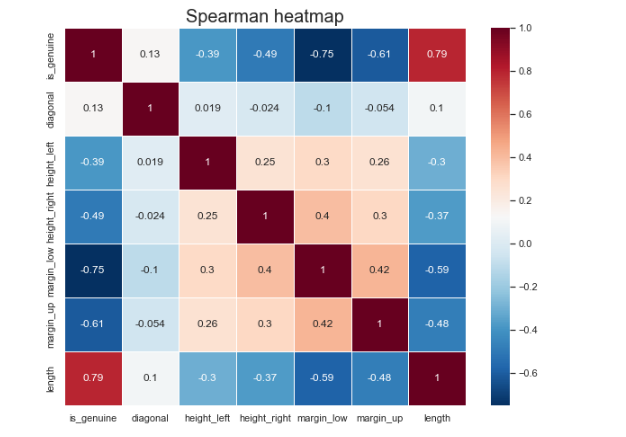 Spearman heatmap
is_genuine 1 0.13 -0.39 -0.49 -0.75 -0.61 0.79
diagonal 0.13 1 0.019 -0.024 -0.1 -0.054 0.1
height_left -0.39 0.019 1 0.25 0.3 0.26 -0.3
height_right -0.49 -0.024 0.25 1 0.4 0.3 -0.37
margin_low -0.75 -0.1 0.3 0.4 1 0.42 -0.59
margin_up -0.61 -0.054 0.26 0.3 0.42 1 -0.48
length 0.79 0.1 -0.3 -0.37 -0.59 -0.48 1
is_genuine diagonal height_left height_right margin_low margin_up length
1.0
0.8
0.6
0.4
0.2
0.0
−0.2
−0.4
−0.6